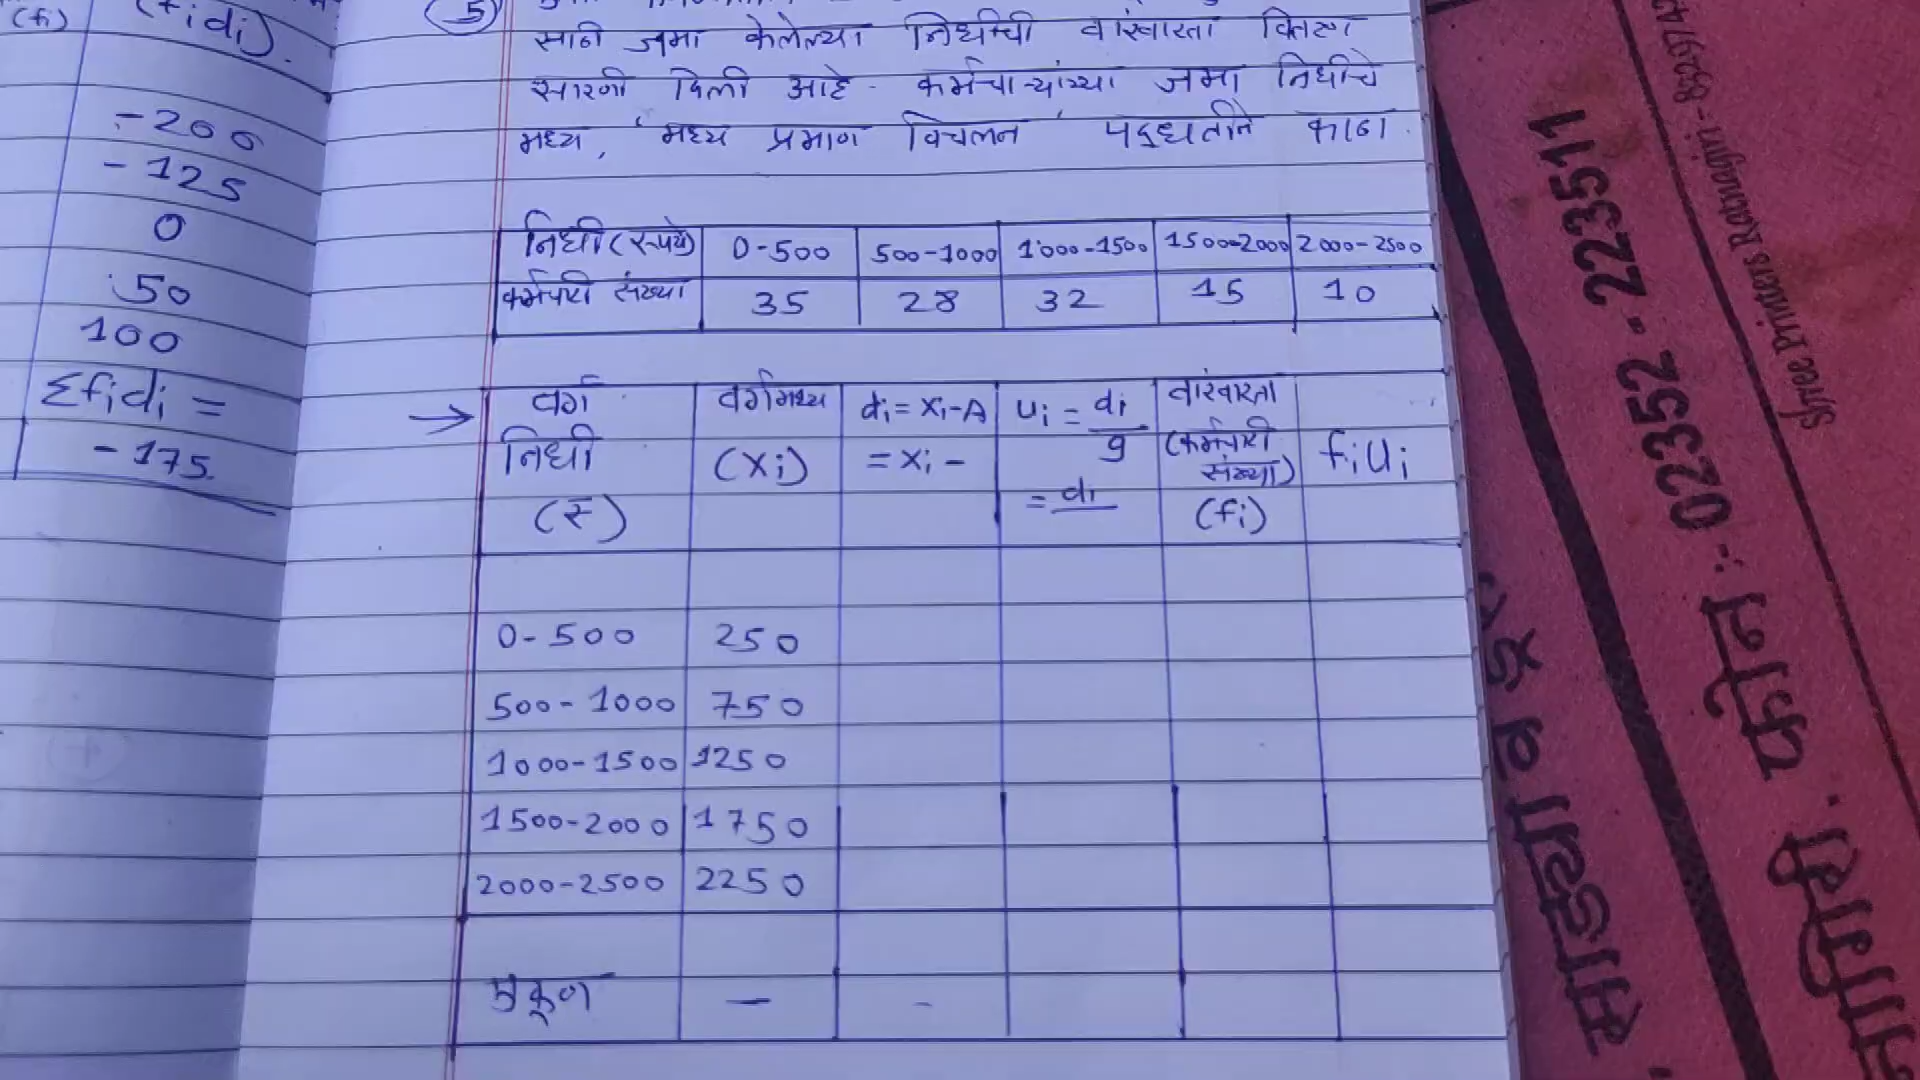 (fi) (fidi).
-200
-125
0
50
100
Σfidi =
-175.
5)
साठी जमा केलेल्या निधीची वारंवारता वितरण
सारणी दिली आहे. कर्मचाऱ्यांच्या जमा निधीचे
मध्य, 'मध्य प्रमाण विचलन' पद्धतीने काढा.
निधी (रुपये) 0-500 500-1000 1000-1500 1500-2000 2000-2500
कर्मचारी संख्या 35 28 32 15 10
→ वर्ग वर्गमध्य di = xi-A ui = di/g वारंवारता
निधी (xi) = xi - = di (कर्मचारी संख्या) fiui
(रु) (fi)
0-500 250
500-1000 750
1000-1500 1250
1500-2000 1750
2000-2500 2250
एकूण — -
फोन :- 02352 - 223511
Shree Printers Ratnagiri -